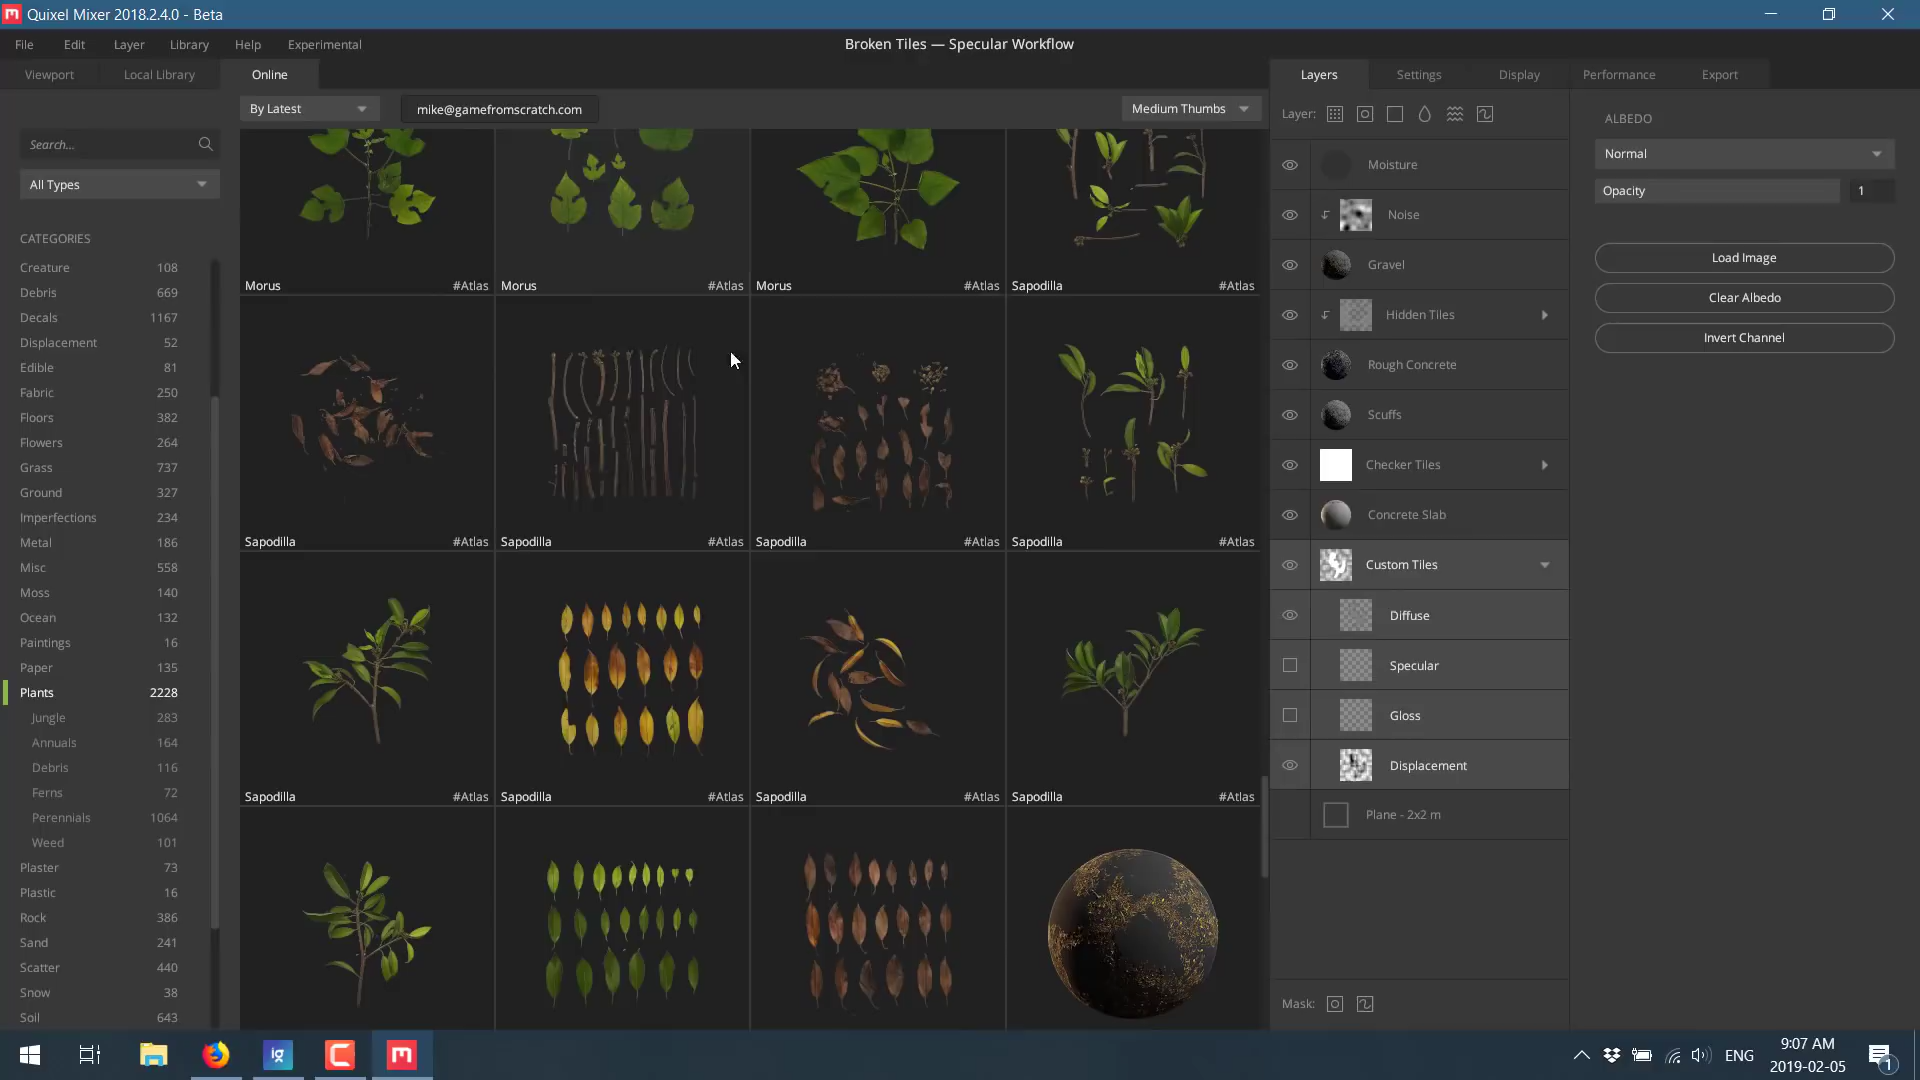 Quixel Mixer 2018.2.4.0 - Beta
File Edit Layer Library Help Experimental
Broken Tiles — Specular Workflow
Viewport Local Library Online
Layers Settings Display Performance Export
By Latest mike@gamefromscratch.com Medium Thumbs
Search...
All Types
CATEGORIES
Creature 108
Debris 669
Decals 1167
Displacement 52
Edible 81
Fabric 250
Floors 382
Flowers 264
Grass 737
Ground 327
Imperfections 234
Metal 186
Misc 558
Moss 140
Ocean 132
Paintings 16
Paper 135
Plants 2228
Jungle 283
Annuals 164
Debris 116
Ferns 72
Perennials 1064
Weed 101
Plaster 73
Plastic 16
Rock 386
Sand 241
Scatter 440
Snow 38
Soil 643
Morus #Atlas Morus #Atlas Morus #Atlas Sapodilla #Atlas
Sapodilla #Atlas Sapodilla #Atlas Sapodilla #Atlas Sapodilla #Atlas
Sapodilla #Atlas Sapodilla #Atlas Sapodilla #Atlas Sapodilla #Atlas
Layer:
Moisture
Noise
Gravel
Hidden Tiles
Rough Concrete
Scuffs
Checker Tiles
Concrete Slab
Custom Tiles
Diffuse
Specular
Gloss
Displacement
Plane - 2x2 m
Mask:
ALBEDO
Normal
Opacity 1
Load Image
Clear Albedo
Invert Channel
ig
ENG
9:07 AM
2019-02-05
1